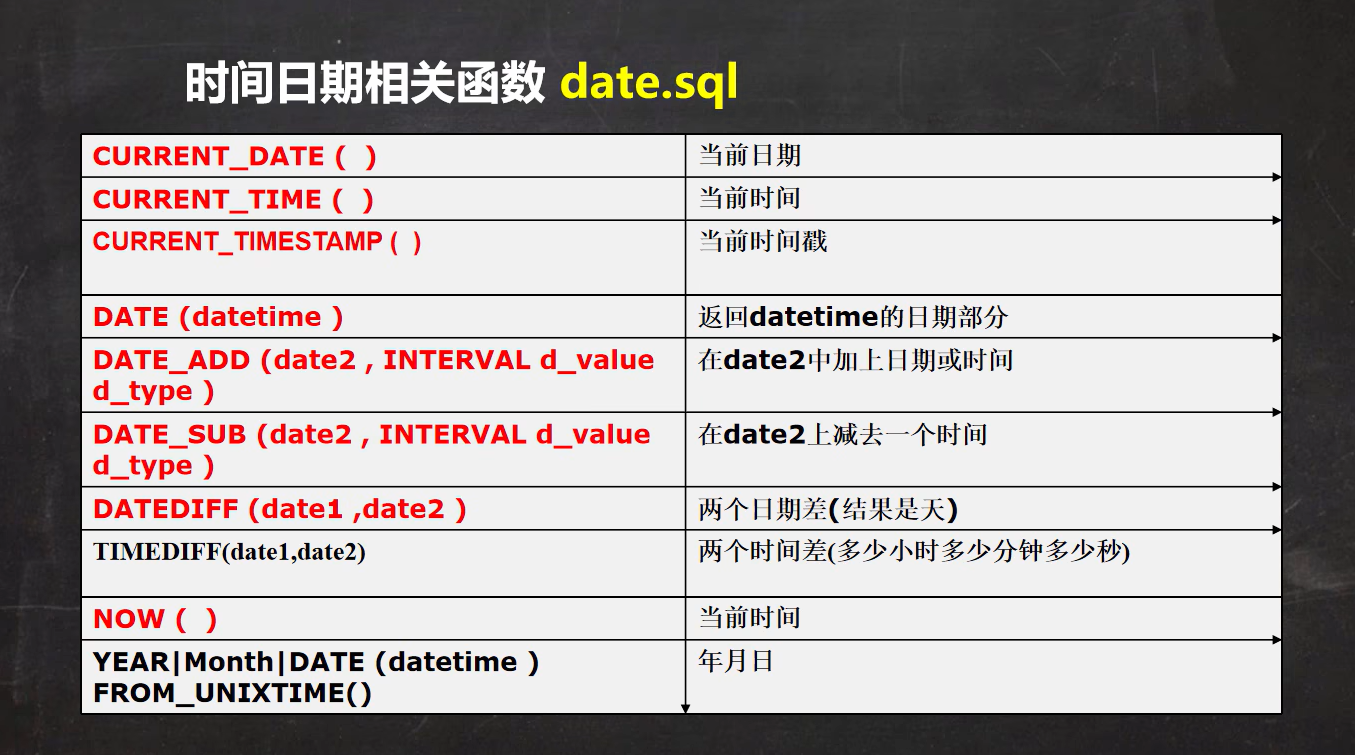 时间日期相关函数 date.sql
CURRENT_DATE (  )
当前日期
CURRENT_TIME (  )
当前时间
CURRENT_TIMESTAMP (  )
当前时间戳
DATE (datetime )
返回datetime的日期部分
DATE_ADD (date2 , INTERVAL d_value
d_type )
在date2中加上日期或时间
DATE_SUB (date2 , INTERVAL d_value
d_type )
在date2上减去一个时间
DATEDIFF (date1 ,date2 )
两个日期差(结果是天)
TIMEDIFF(date1,date2)
两个时间差(多少小时多少分钟多少秒)
NOW (  )
当前时间
YEAR|Month|DATE (datetime )
FROM_UNIXTIME()
年月日